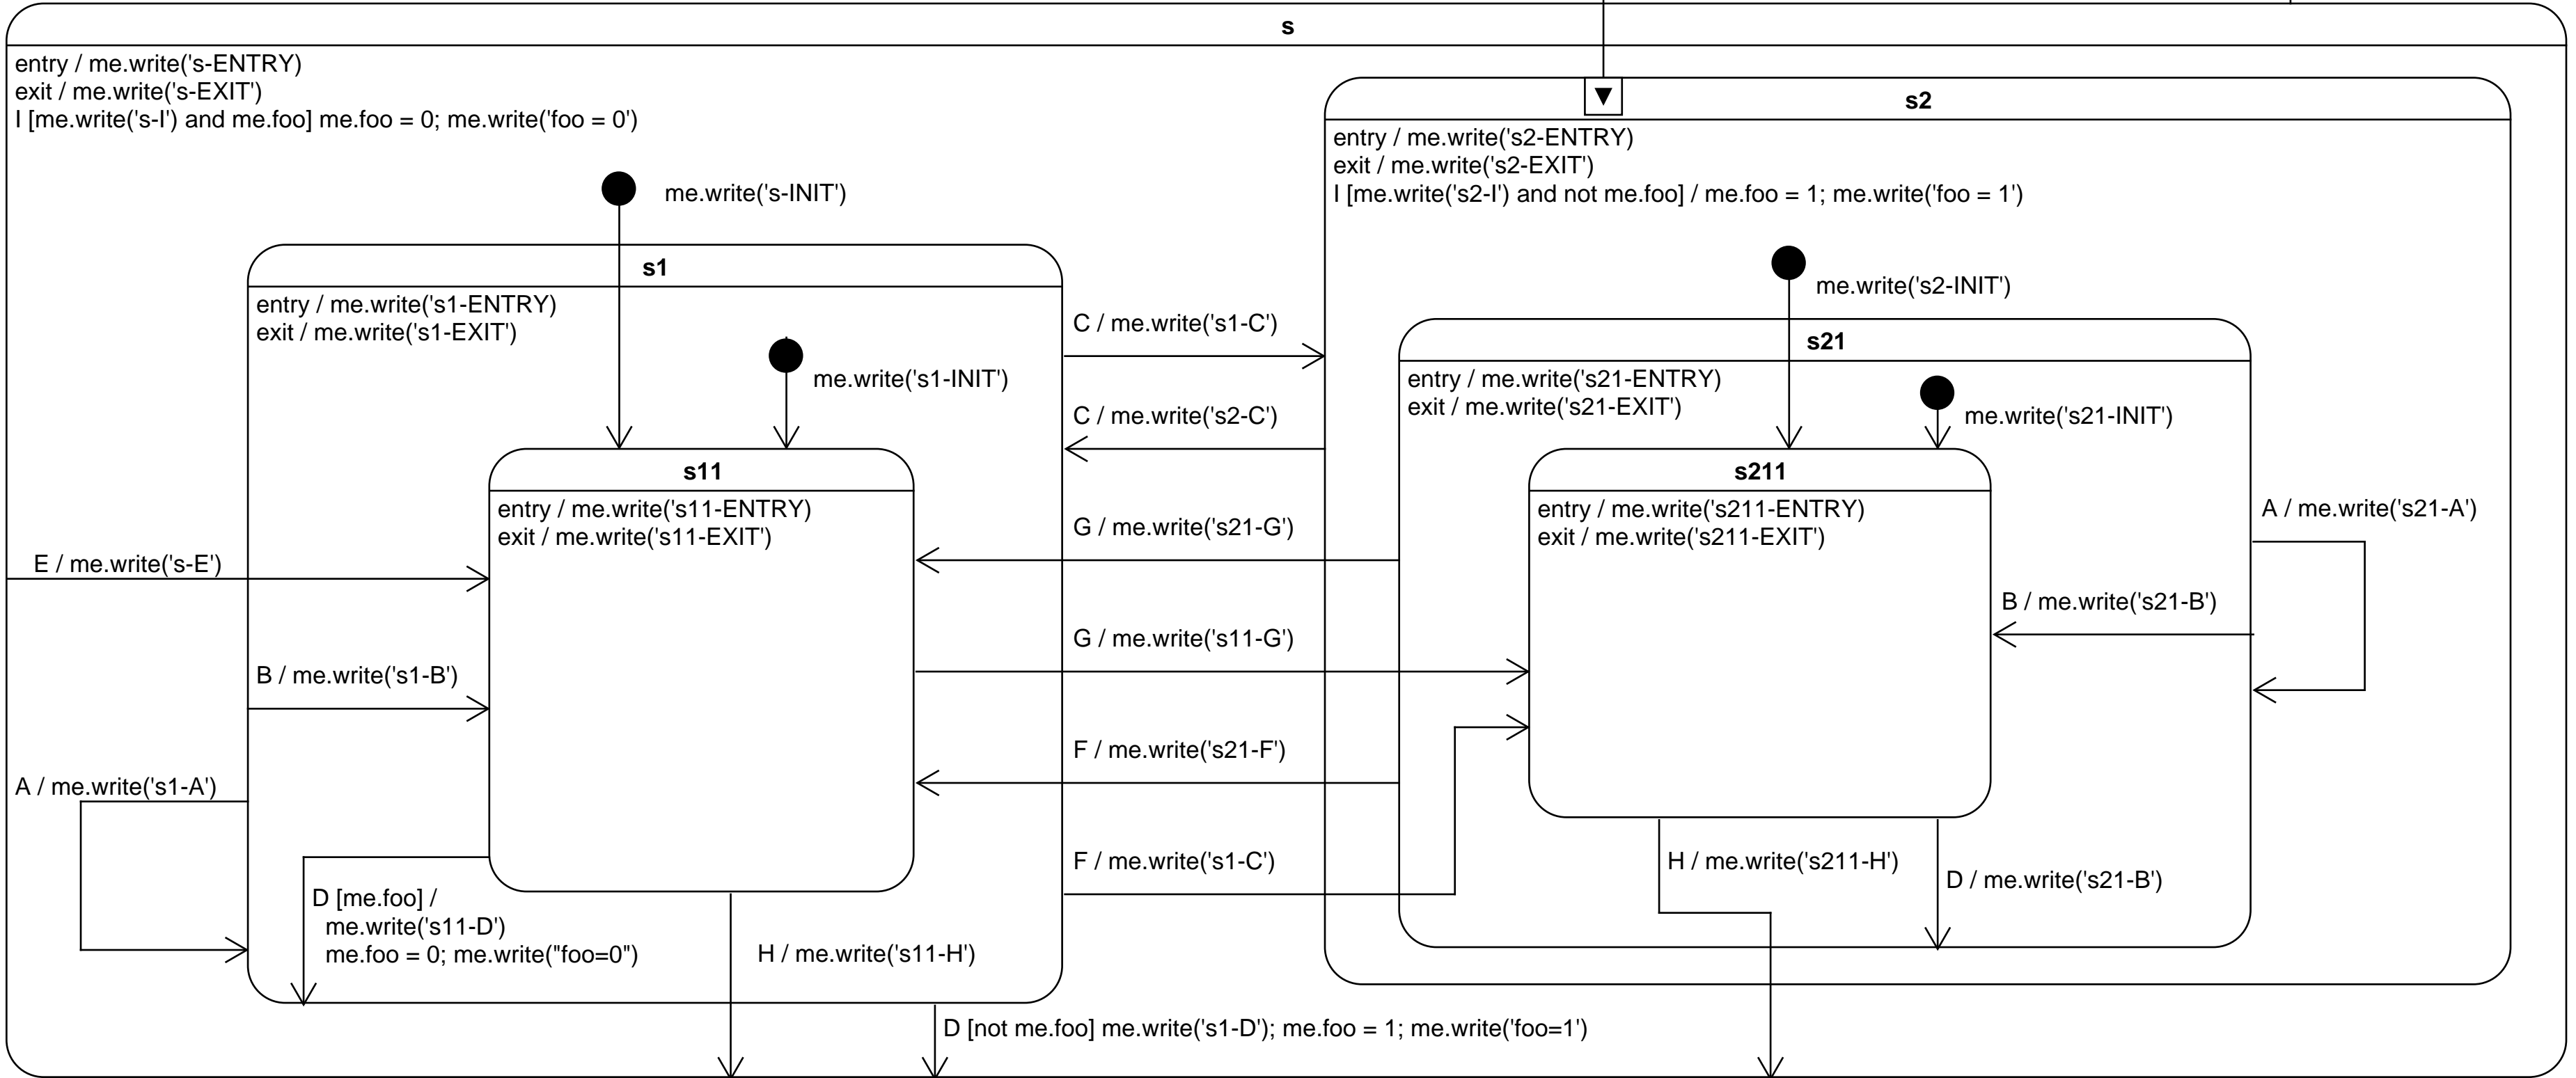 s
entry / me.write('s-ENTRY)
exit / me.write('s-EXIT')
I [me.write('s-I') and me.foo] me.foo = 0; me.write('foo = 0')
me.write('s-INIT')
s1
entry / me.write('s1-ENTRY)
exit / me.write('s1-EXIT')
me.write('s1-INIT')
s11
entry / me.write('s11-ENTRY)
exit / me.write('s11-EXIT')
E / me.write('s-E')
B / me.write('s1-B')
A / me.write('s1-A')
D [me.foo] /
me.write('s11-D')
me.foo = 0; me.write("foo=0")
H / me.write('s11-H')
D [not me.foo] me.write('s1-D'); me.foo = 1; me.write('foo=1')
C / me.write('s1-C')
C / me.write('s2-C')
G / me.write('s21-G')
G / me.write('s11-G')
F / me.write('s21-F')
F / me.write('s1-C')
s2
entry / me.write('s2-ENTRY)
exit / me.write('s2-EXIT')
I [me.write('s2-I') and not me.foo] / me.foo = 1; me.write('foo = 1')
me.write('s2-INIT')
s21
entry / me.write('s21-ENTRY)
exit / me.write('s21-EXIT')
me.write('s21-INIT')
s211
entry / me.write('s211-ENTRY)
exit / me.write('s211-EXIT')
A / me.write('s21-A')
B / me.write('s21-B')
H / me.write('s211-H')
D / me.write('s21-B')